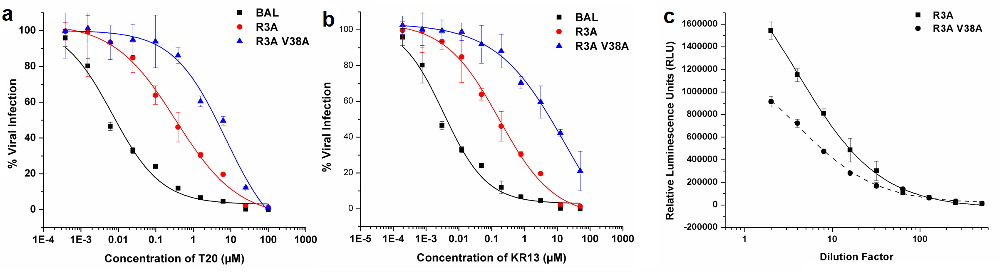 a
BAL
R3A
R3A V38A
100
80
60
40
20
0
% Viral Infection
1E-4 1E-3 0.01 0.1 1 10 100 1000
Concentration of T20 (µM)
b
BAL
R3A
R3A V38A
100
80
60
40
20
0
% Viral Infection
1E-5 1E-4 1E-3 0.01 0.1 1 10 100 1000
Concentration of KR13 (µM)
c
R3A
R3A V38A
1600000
1400000
1200000
1000000
800000
600000
400000
200000
0
-200000
Relative Luminescence Units (RLU)
1 10 100
Dilution Factor